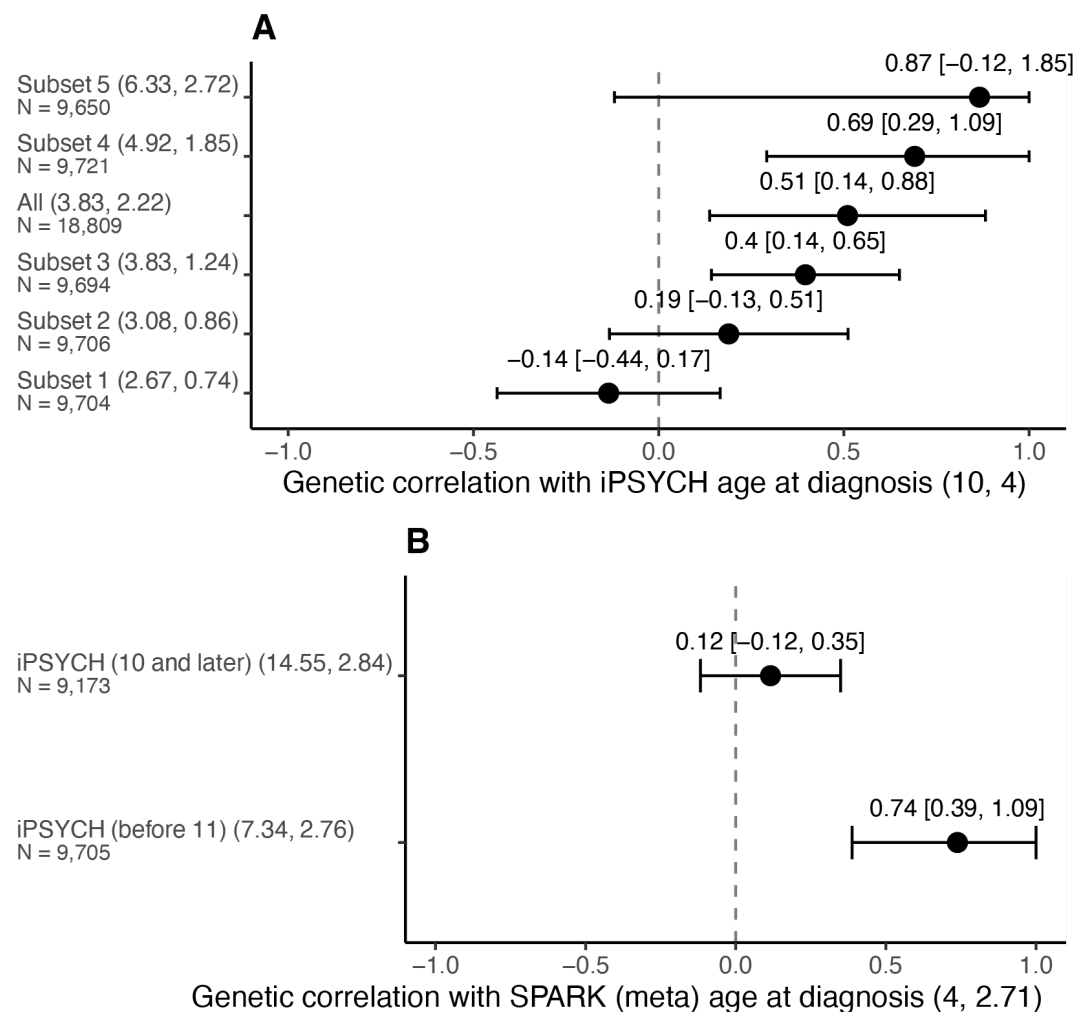 A
Subset 5 (6.33, 2.72)
N = 9,650
0.87 [−0.12, 1.85]
Subset 4 (4.92, 1.85)
N = 9,721
0.69 [0.29, 1.09]
All (3.83, 2.22)
N = 18,809
0.51 [0.14, 0.88]
Subset 3 (3.83, 1.24)
N = 9,694
0.4 [0.14, 0.65]
Subset 2 (3.08, 0.86)
N = 9,706
0.19 [−0.13, 0.51]
Subset 1 (2.67, 0.74)
N = 9,704
−0.14 [−0.44, 0.17]
−1.0 −0.5 0.0 0.5 1.0
Genetic correlation with iPSYCH age at diagnosis (10, 4)
B
iPSYCH (10 and later) (14.55, 2.84)
N = 9,173
0.12 [−0.12, 0.35]
iPSYCH (before 11) (7.34, 2.76)
N = 9,705
0.74 [0.39, 1.09]
−1.0 −0.5 0.0 0.5 1.0
Genetic correlation with SPARK (meta) age at diagnosis (4, 2.71)